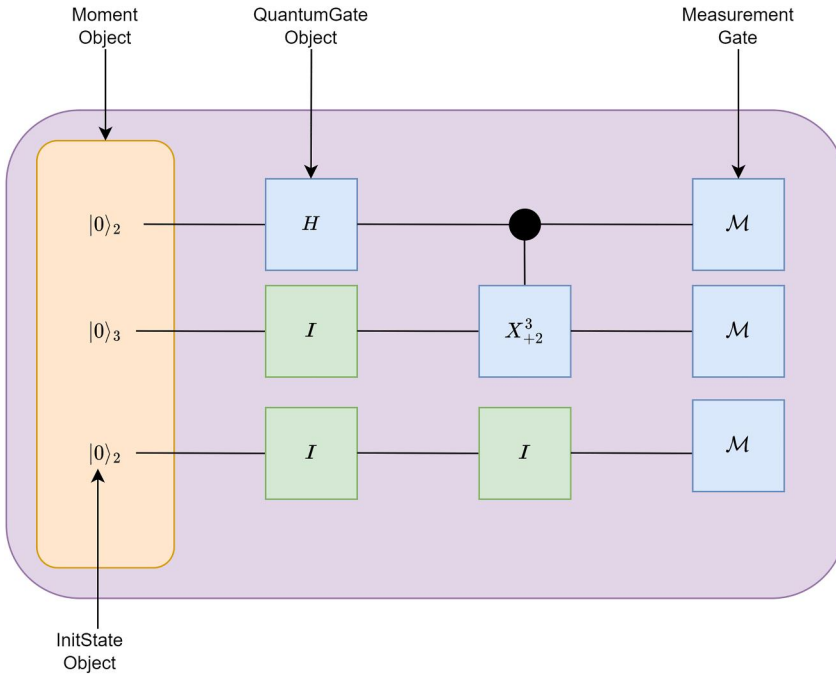 Moment
Object
QuantumGate
Object
Measurement
Gate
|0⟩₂
H
ℳ
|0⟩₃
I
X³₊₂
ℳ
|0⟩₂
I
I
ℳ
InitState
Object